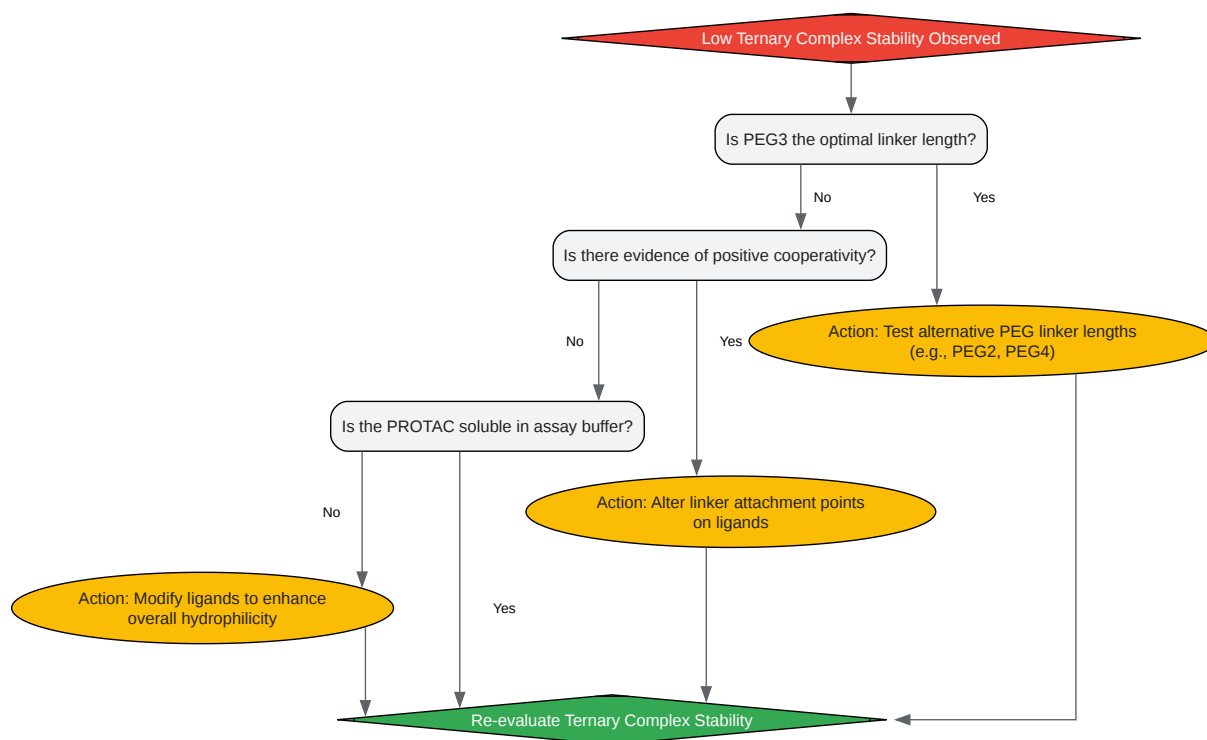 Low Ternary Complex Stability Observed
Is PEG3 the optimal linker length?
No
Yes
Is there evidence of positive cooperativity?
No
Yes
Action: Test alternative PEG linker lengths
(e.g., PEG2, PEG4)
Is the PROTAC soluble in assay buffer?
No
Action: Alter linker attachment points
on ligands
Action: Modify ligands to enhance
overall hydrophilicity
Yes
Re-evaluate Ternary Complex Stability